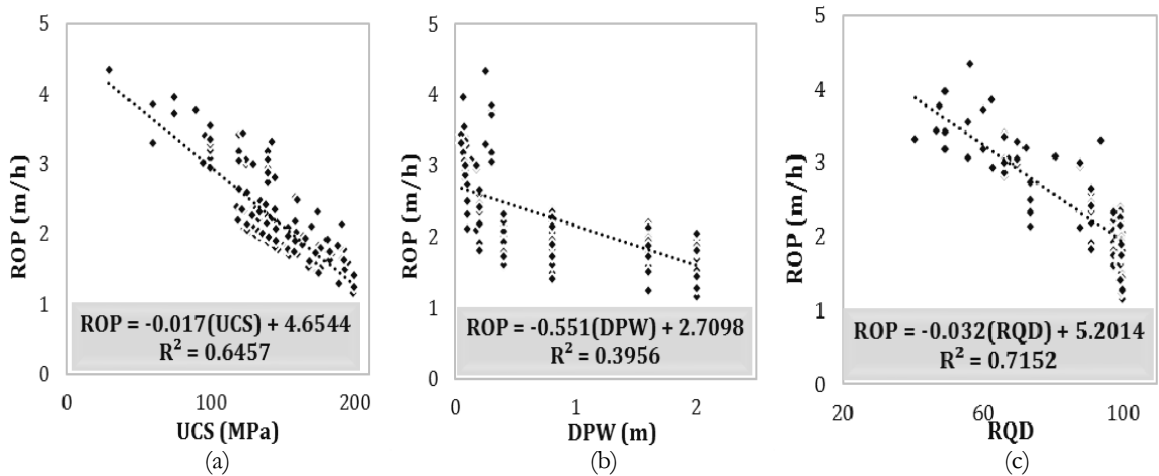 5
4
3
2
1
0
ROP (m/h)
ROP = -0.017(UCS) + 4.6544
R² = 0.6457
0 100 200
UCS (MPa)
(a)
5
4
3
2
1
0
ROP (m/h)
ROP = -0.551(DPW) + 2.7098
R² = 0.3956
0 1 2
DPW (m)
(b)
5
4
3
2
1
0
ROP (m/h)
ROP = -0.032(RQD) + 5.2014
R² = 0.7152
20 60 100
RQD
(c)